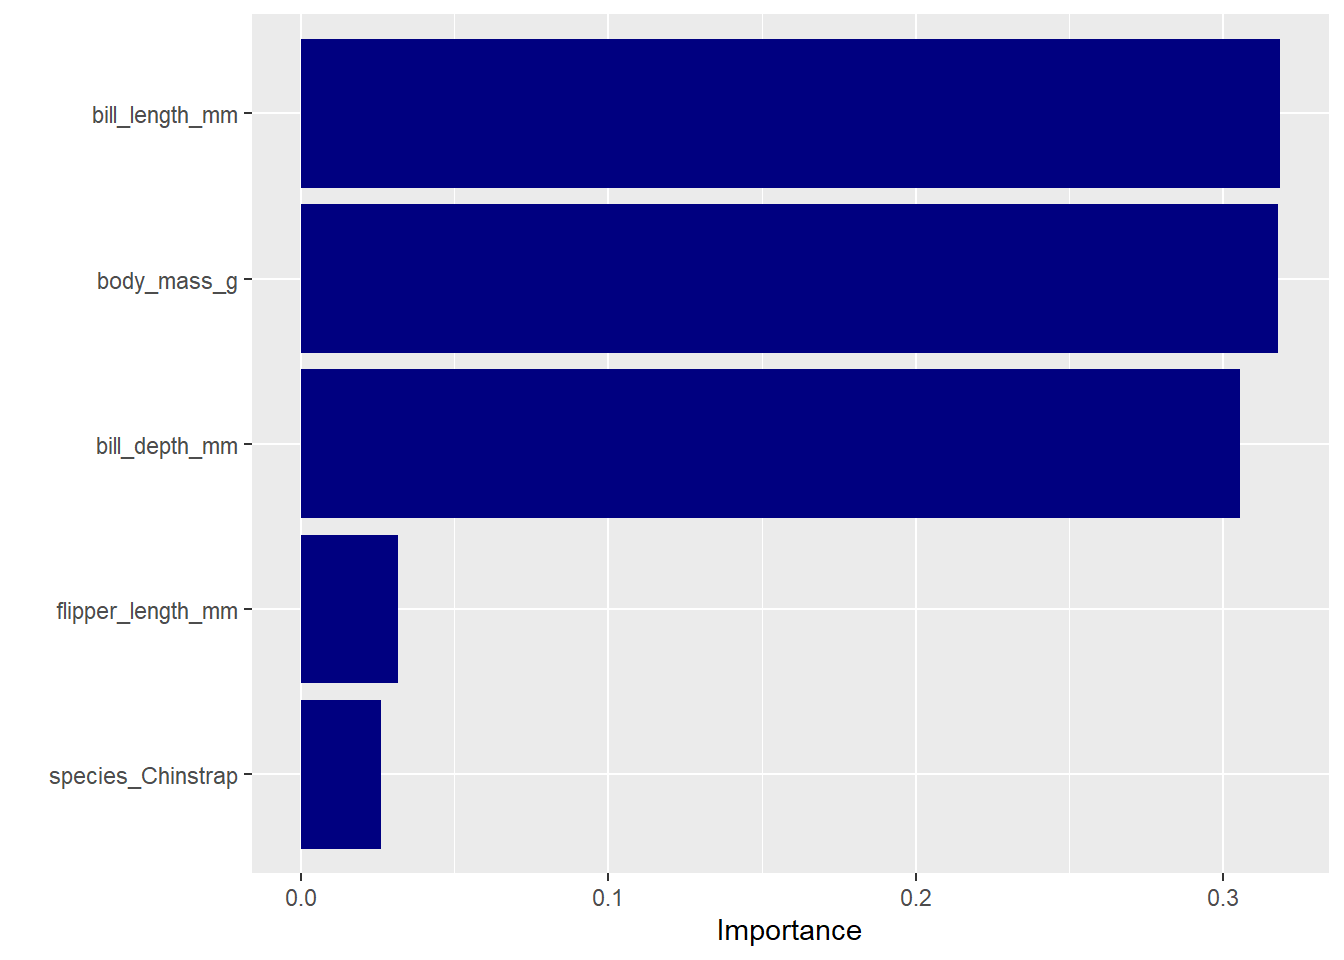 bill_length_mm
body_mass_g
bill_depth_mm
flipper_length_mm
species_Chinstrap
0.0 0.1 0.2 0.3
Importance